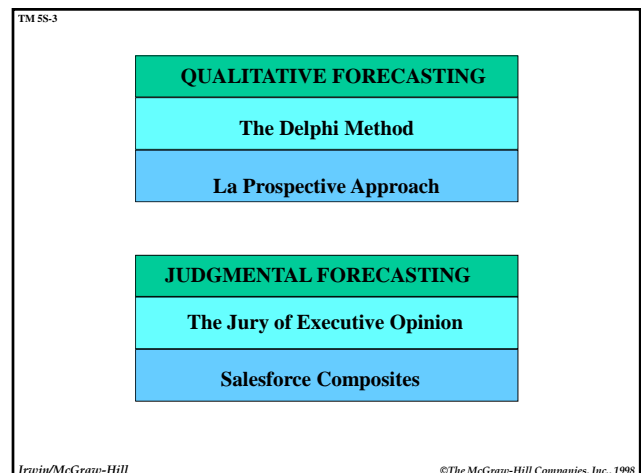 TM 5S-3
QUALITATIVE FORECASTING
The Delphi Method
La Prospective Approach
JUDGMENTAL FORECASTING
The Jury of Executive Opinion
Salesforce Composites
Irwin/McGraw-Hill
©The McGraw-Hill Companies, Inc., 1998